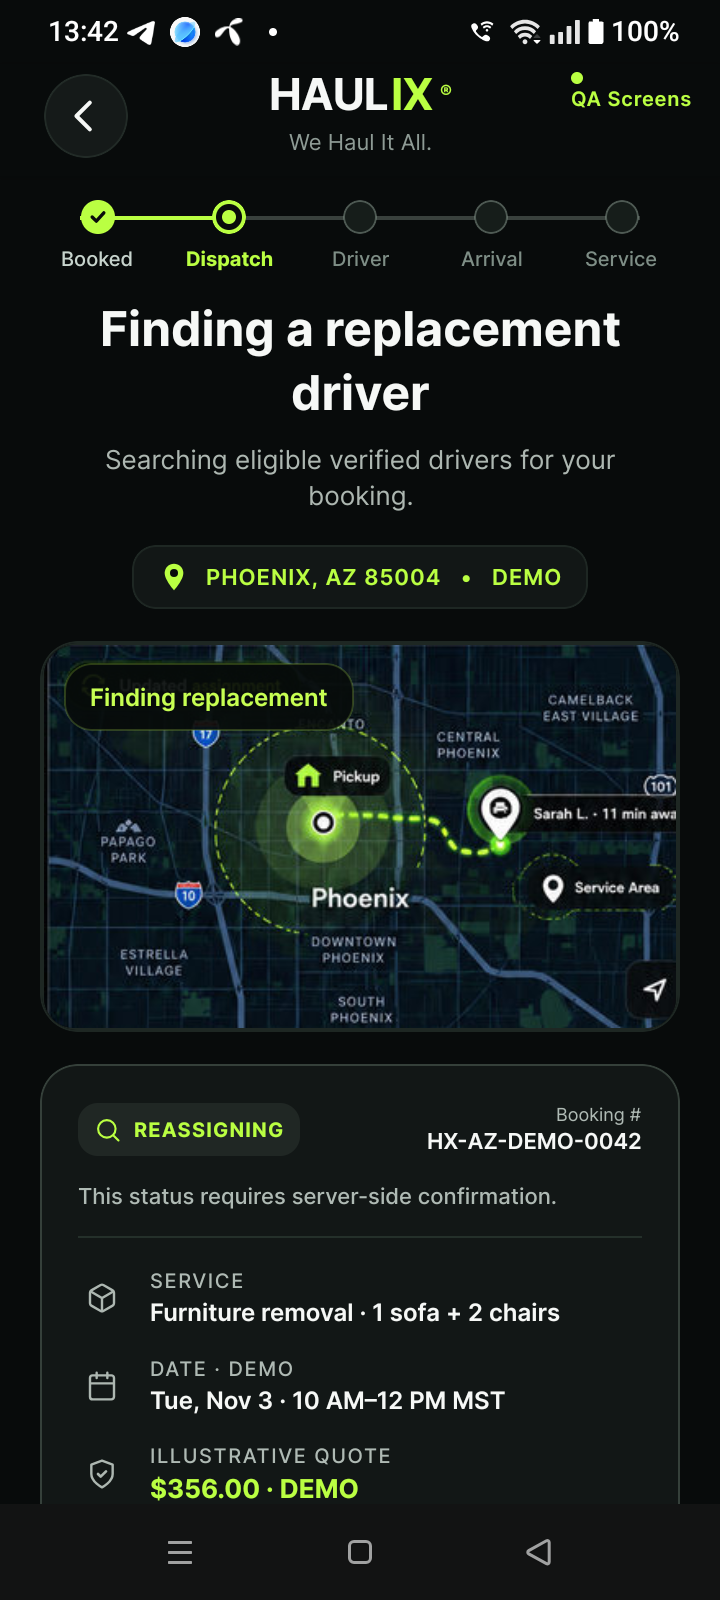 13:42
100%
HAULIX ®
We Haul It All.
QA Screens
Booked
Dispatch
Driver
Arrival
Service
Finding a replacement
driver
Searching eligible verified drivers for your
booking.
PHOENIX, AZ 85004 • DEMO
Finding replacement
CAMELBACK
EAST VILLAGE
17
CENTRAL
PHOENIX
Pickup
101
Sarah L. · 11 min awa
PAPAGO
PARK
10
Phoenix
Service Area
DOWNTOWN
PHOENIX
ESTRELLA
VILLAGE
SOUTH
PHOENIX
REASSIGNING
Booking #
HX-AZ-DEMO-0042
This status requires server-side confirmation.
SERVICE
Furniture removal · 1 sofa + 2 chairs
DATE · DEMO
Tue, Nov 3 · 10 AM–12 PM MST
ILLUSTRATIVE QUOTE
$356.00 · DEMO